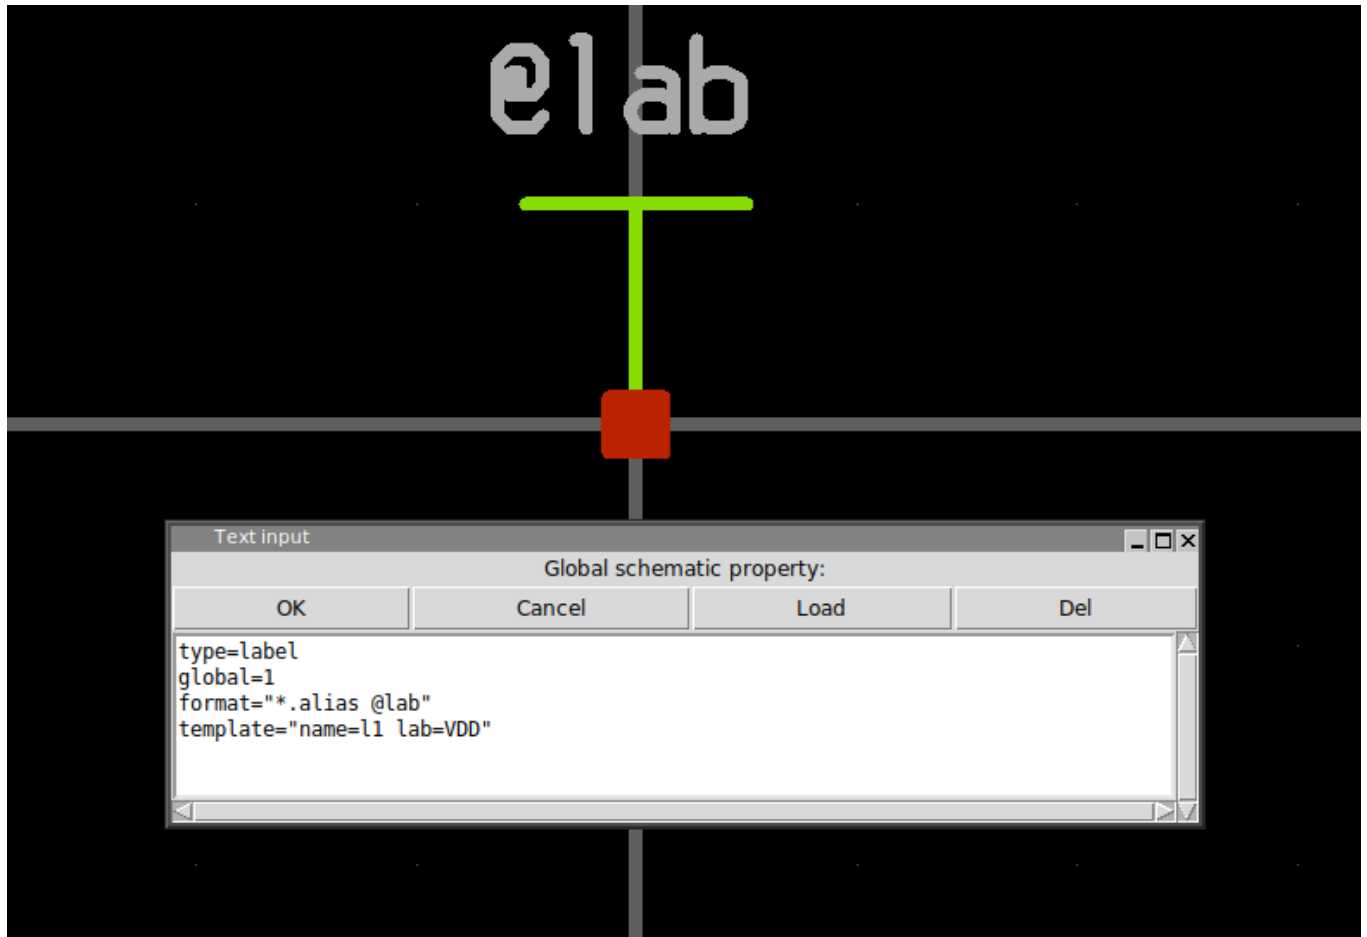 @lab
Text input
Global schematic property:
OK Cancel Load Del
type=label
global=1
format="*.alias @lab"
template="name=l1 lab=VDD"